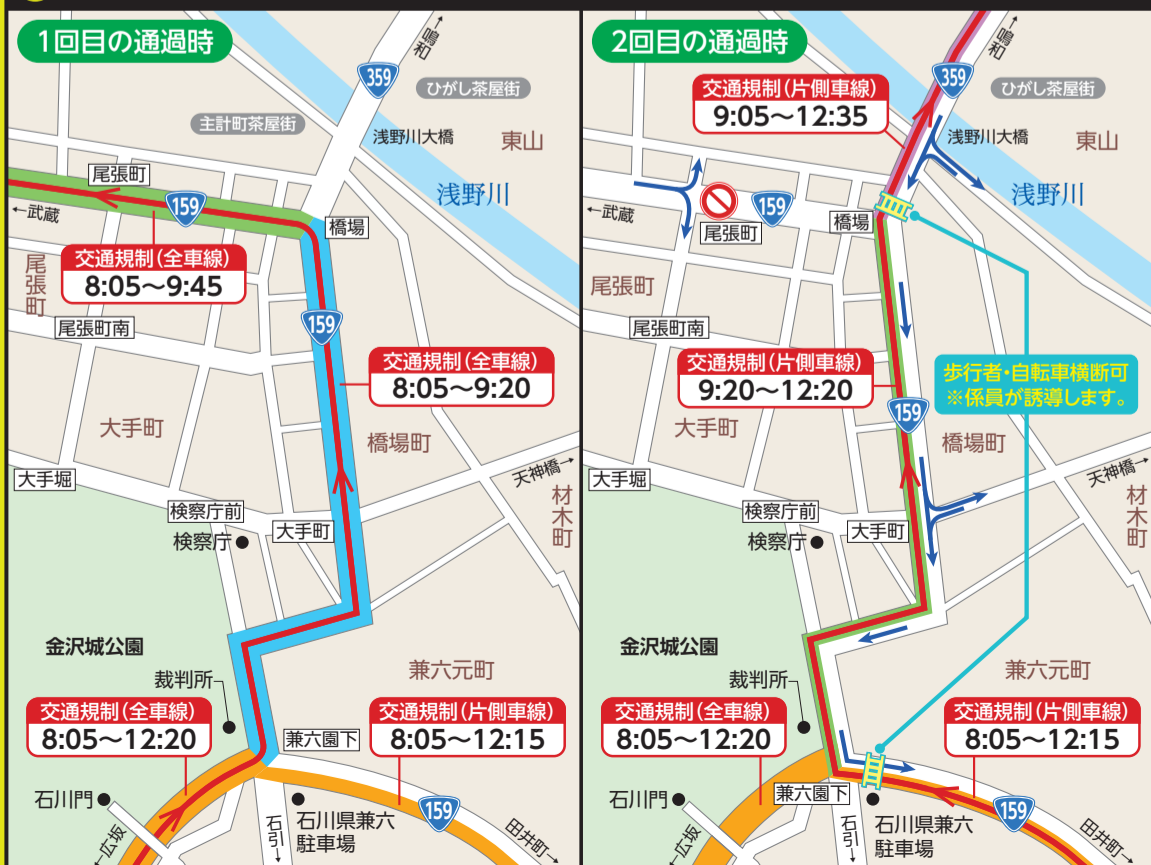 1回目の通過時
↑鳴和
359
ひがし茶屋街
主計町茶屋街
浅野川大橋
東山
尾張町
159
浅野川
←武蔵
橋場
交通規制(全車線)
8:05〜9:45
尾張町
159
尾張町南
交通規制(全車線)
8:05〜9:20
大手町
橋場町
大手堀
天神橋→
材木町
検察庁前
検察庁
大手町
金沢城公園
兼六元町
裁判所
交通規制(全車線)
8:05〜12:20
兼六園下
交通規制(片側車線)
8:05〜12:15
石川門
159
石川県兼六
駐車場
←広坂
石引→
田井町→
2回目の通過時
↑鳴和
359
交通規制(片側車線)
9:05〜12:35
ひがし茶屋街
浅野川大橋
東山
浅野川
←武蔵
159
尾張町
橋場
尾張町
尾張町南
交通規制(片側車線)
9:20〜12:20
歩行者・自転車横断可
※係員が誘導します。
159
大手町
橋場町
大手堀
天神橋→
材木町
検察庁前
検察庁
大手町
金沢城公園
兼六元町
裁判所
交通規制(全車線)
8:05〜12:20
交通規制(片側車線)
8:05〜12:15
兼六園下
石川門
159
石川県兼六
駐車場
←広坂
石引→
田井町→